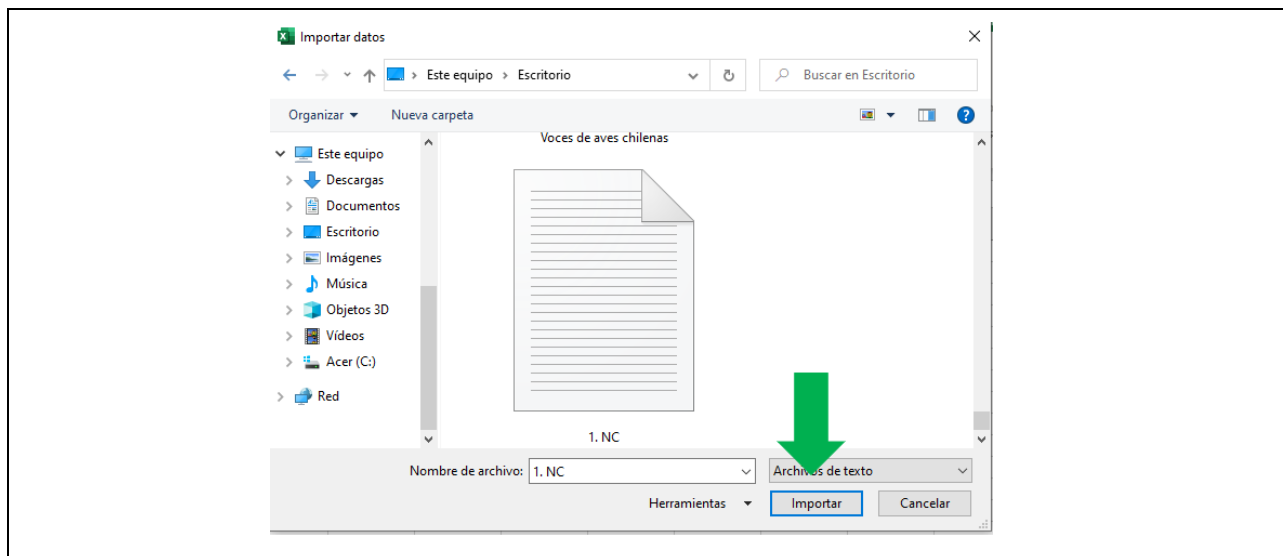 Importar datos
Este equipo > Escritorio
Buscar en Escritorio
Organizar
Nueva carpeta
Este equipo
Descargas
Documentos
Escritorio
Imágenes
Música
Objetos 3D
Vídeos
Acer (C:)
Red
Voces de aves chilenas
1. NC
Nombre de archivo: 1. NC
Archivos de texto
Herramientas
Importar
Cancelar